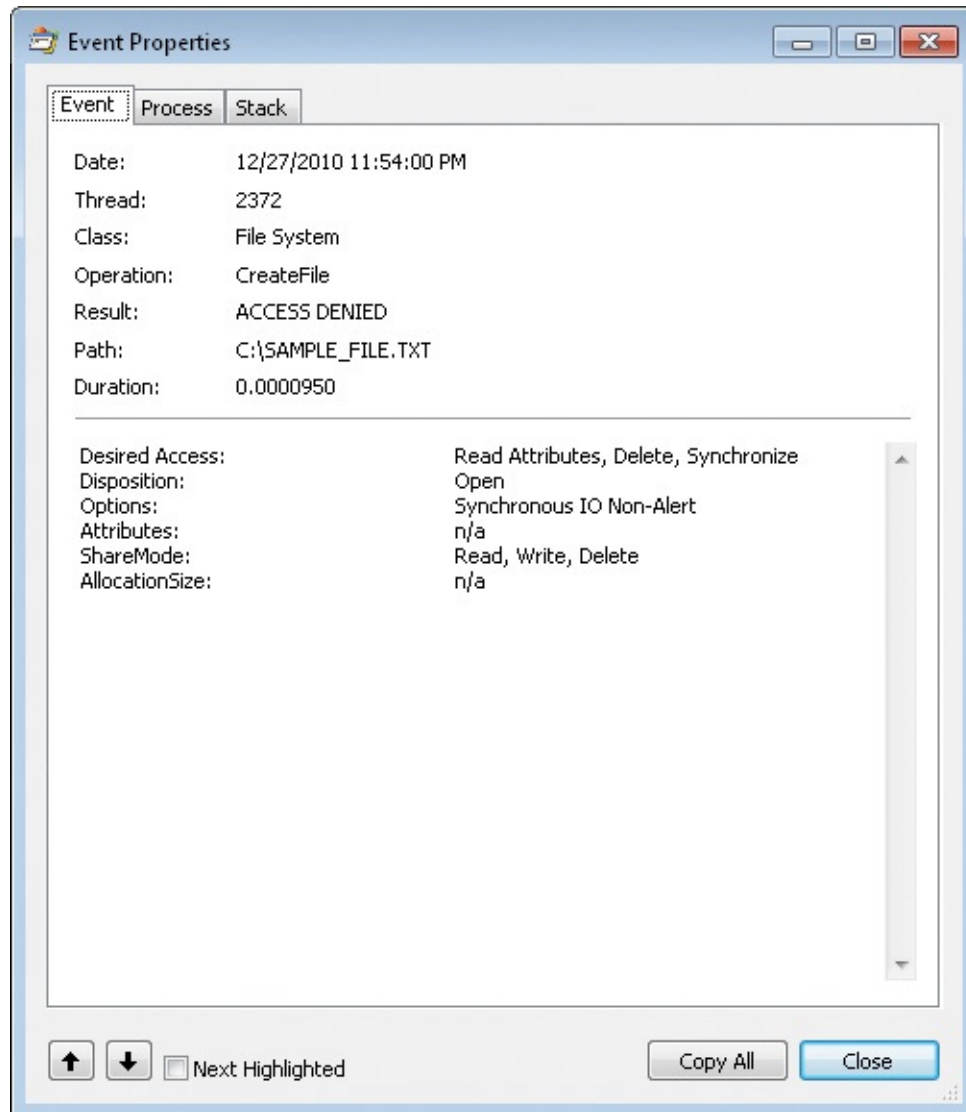 Event Properties
Event Process Stack
Date: 12/27/2010 11:54:00 PM
Thread: 2372
Class: File System
Operation: CreateFile
Result: ACCESS DENIED
Path: C:\SAMPLE_FILE.TXT
Duration: 0.0000950
Desired Access: Read Attributes, Delete, Synchronize
Disposition: Open
Options: Synchronous IO Non-Alert
Attributes: n/a
ShareMode: Read, Write, Delete
AllocationSize: n/a
Next Highlighted Copy All Close